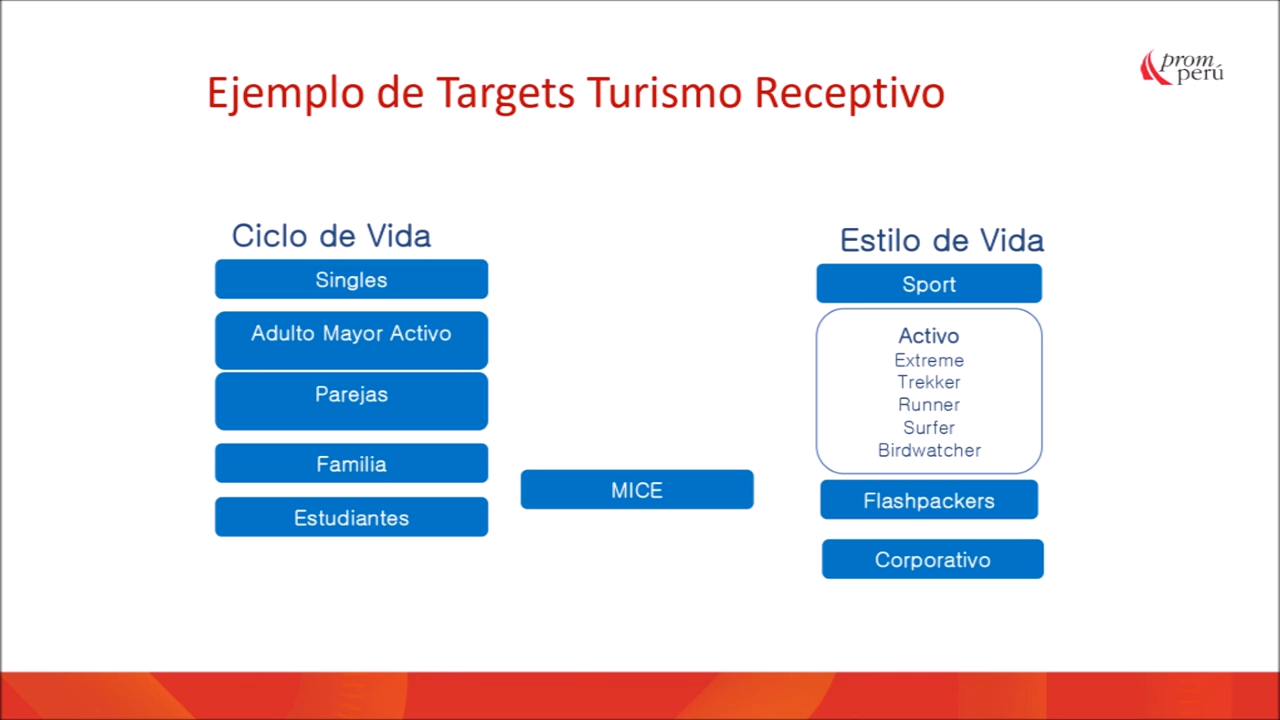 Ejemplo de Targets Turismo Receptivo
prom
perú
Ciclo de Vida
Singles
Adulto Mayor Activo
Parejas
Familia
Estudiantes
MICE
Estilo de Vida
Sport
Activo
Extreme
Trekker
Runner
Surfer
Birdwatcher
Flashpackers
Corporativo